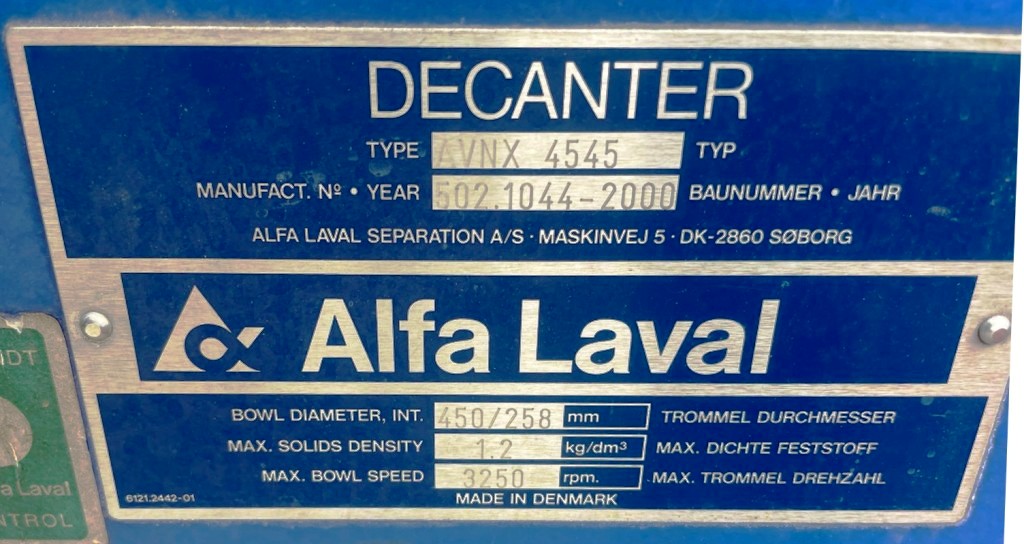 DECANTER
TYPE AVNX 4545 TYP
MANUFACT. Nº • YEAR 502.1044-2000 BAUNUMMER • JAHR
ALFA LAVAL SEPARATION A/S · MASKINVEJ 5 · DK-2860 SØBORG
Alfa Laval
BOWL DIAMETER, INT. 450/258 mm TROMMEL DURCHMESSER
MAX. SOLIDS DENSITY 1.2 kg/dm³ MAX. DICHTE FESTSTOFF
MAX. BOWL SPEED 3250 rpm. MAX. TROMMEL DREHZAHL
6121.2442-01 MADE IN DENMARK
Laval